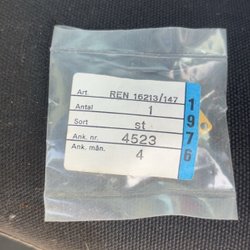 Art. REN 16213/147
Antal 1
Sort st
Ank. nr. 4523
Ank. mån. 4
1976